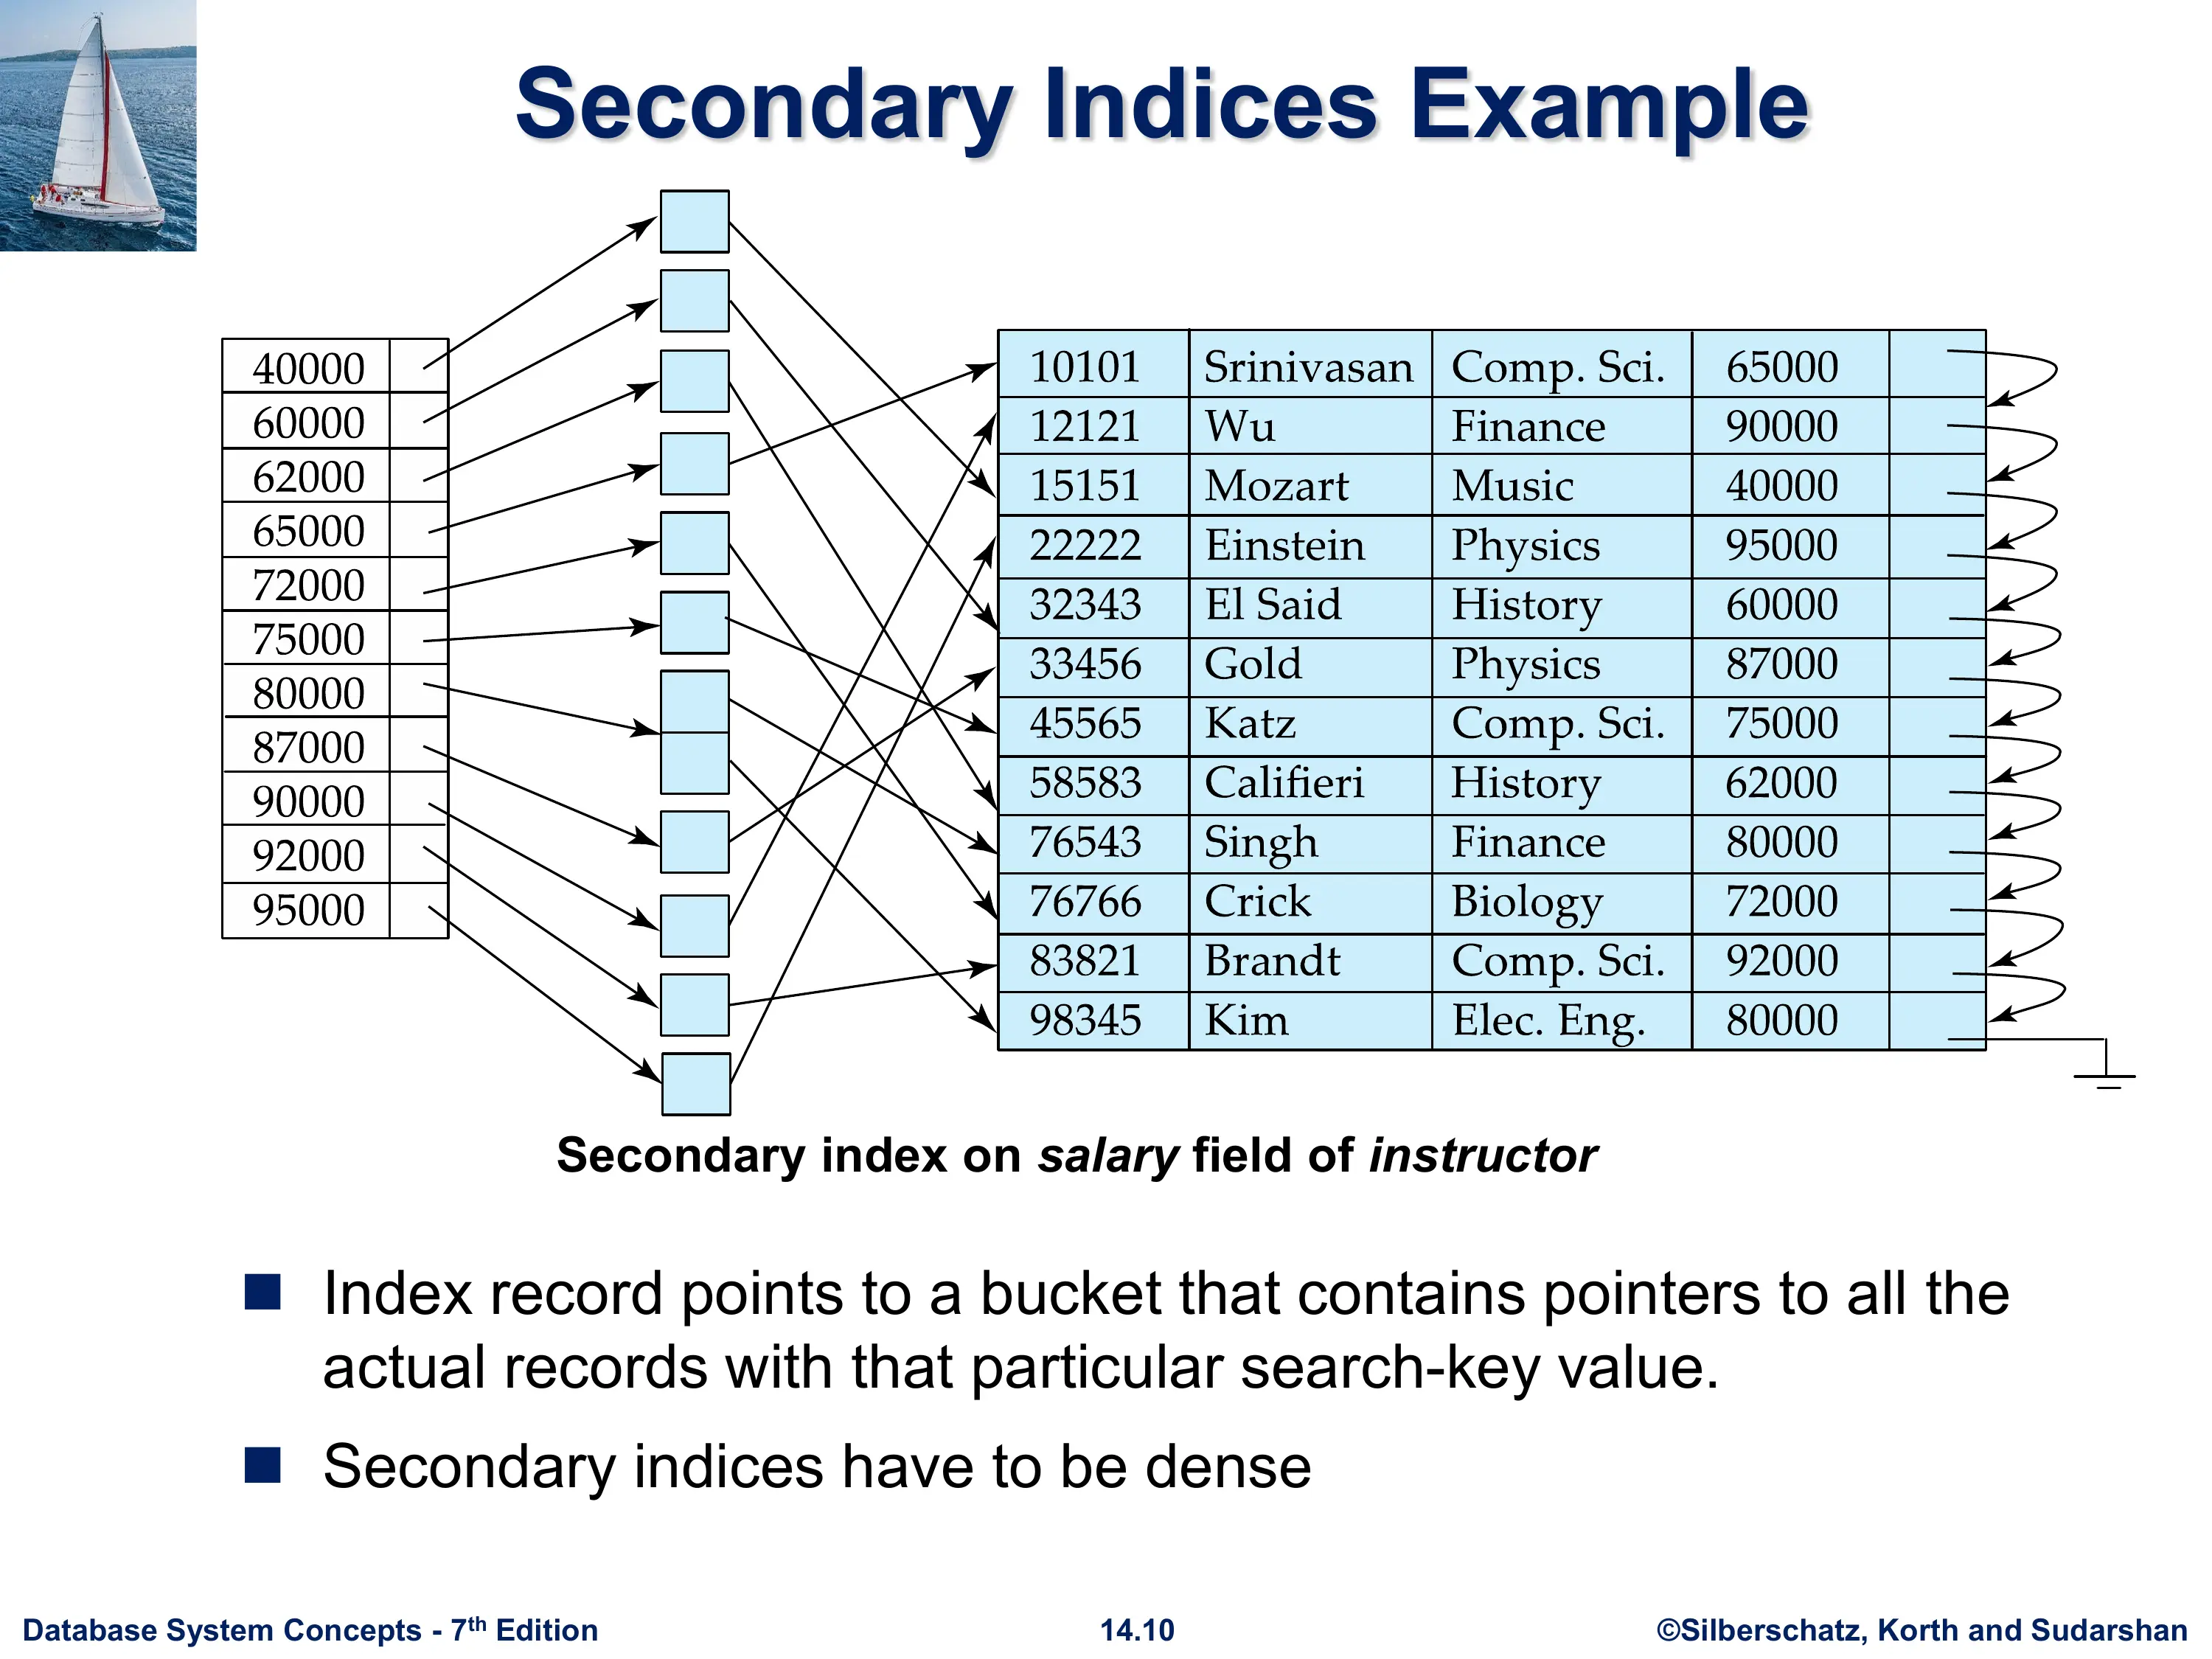 Secondary Indices Example
40000
60000
62000
65000
72000
75000
80000
87000
90000
92000
95000
10101 Srinivasan Comp. Sci. 65000
12121 Wu Finance 90000
15151 Mozart Music 40000
22222 Einstein Physics 95000
32343 El Said History 60000
33456 Gold Physics 87000
45565 Katz Comp. Sci. 75000
58583 Califieri History 62000
76543 Singh Finance 80000
76766 Crick Biology 72000
83821 Brandt Comp. Sci. 92000
98345 Kim Elec. Eng. 80000
Secondary index on salary field of instructor
Index record points to a bucket that contains pointers to all the
actual records with that particular search-key value.
Secondary indices have to be dense
Database System Concepts - 7th Edition
14.10
©Silberschatz, Korth and Sudarshan